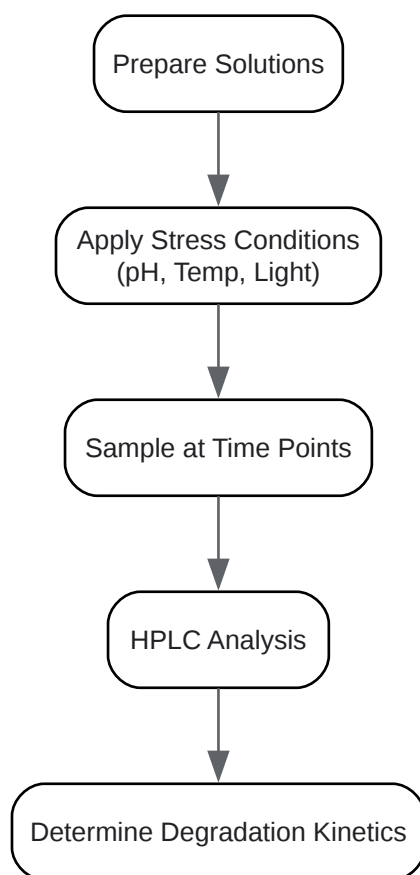 Prepare Solutions
Apply Stress Conditions
(pH, Temp, Light)
Sample at Time Points
HPLC Analysis
Determine Degradation Kinetics